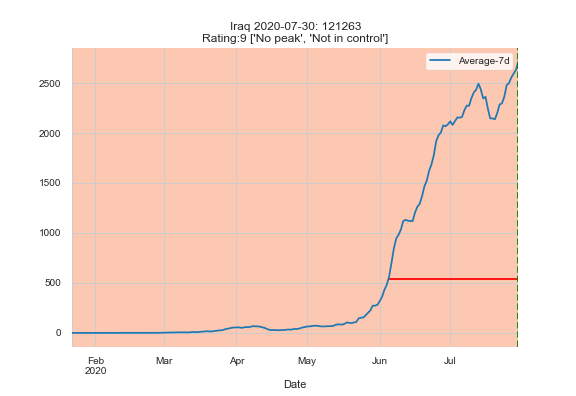 Iraq 2020-07-30: 121263
Rating:9 ['No peak', 'Not in control']
Average-7d
2500
2000
1500
1000
500
0
Feb
2020
Mar
Apr
May
Jun
Jul
Date